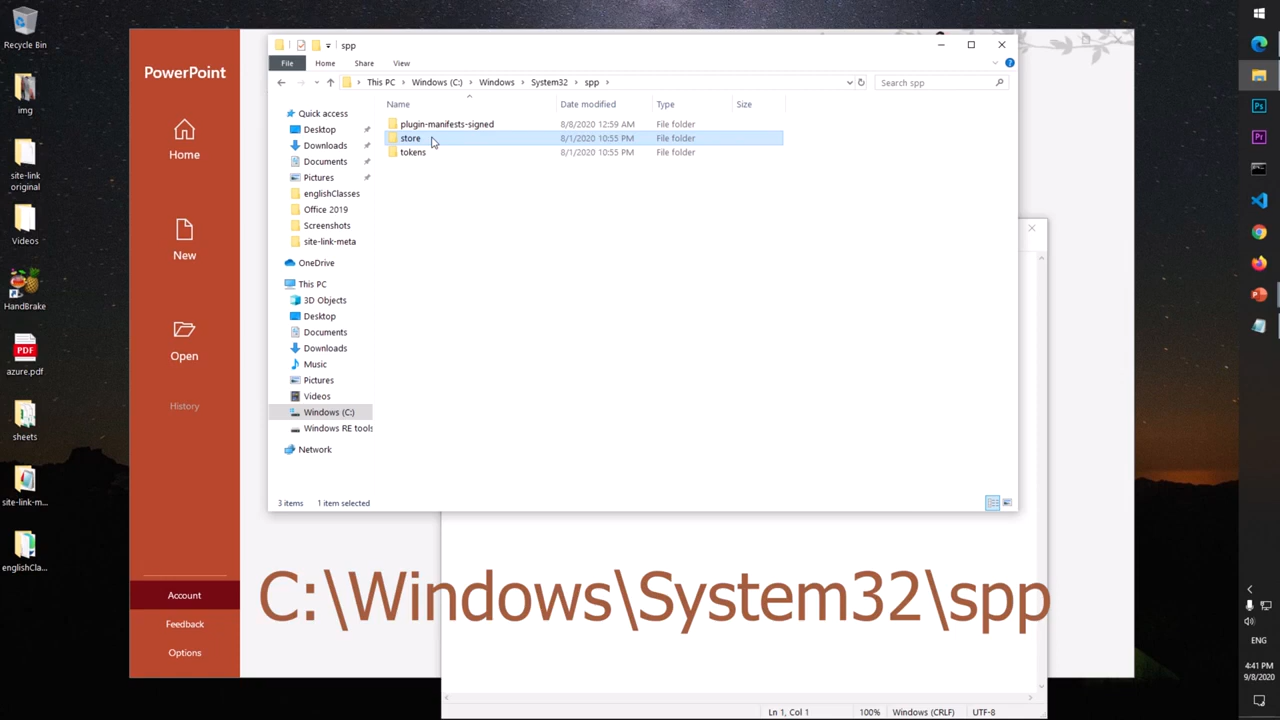 Recycle Bin
img
site-link
original
Videos
HandBrake
PDF
azure.pdf
sheets
site-link-m...
englishCla...
PowerPoint
Home
New
Open
History
Account
Feedback
Options
spp
File
Home
Share
View
This PC
Windows (C:)
Windows
System32
spp
Search spp
Name
Date modified
Type
Size
plugin-manifests-signed
8/8/2020 12:59 AM
File folder
store
8/1/2020 10:55 PM
File folder
tokens
8/1/2020 10:55 PM
File folder
Quick access
Desktop
Downloads
Documents
Pictures
englishClasses
Office 2019
Screenshots
site-link-meta
OneDrive
This PC
3D Objects
Desktop
Documents
Downloads
Music
Pictures
Videos
Windows (C:)
Windows RE tools
Network
3 items
1 item selected
C:\Windows\System32\spp
Ln 1, Col 1
100%
Windows (CRLF)
UTF-8
Ps
Pr
ENG
4:41 PM
9/8/2020